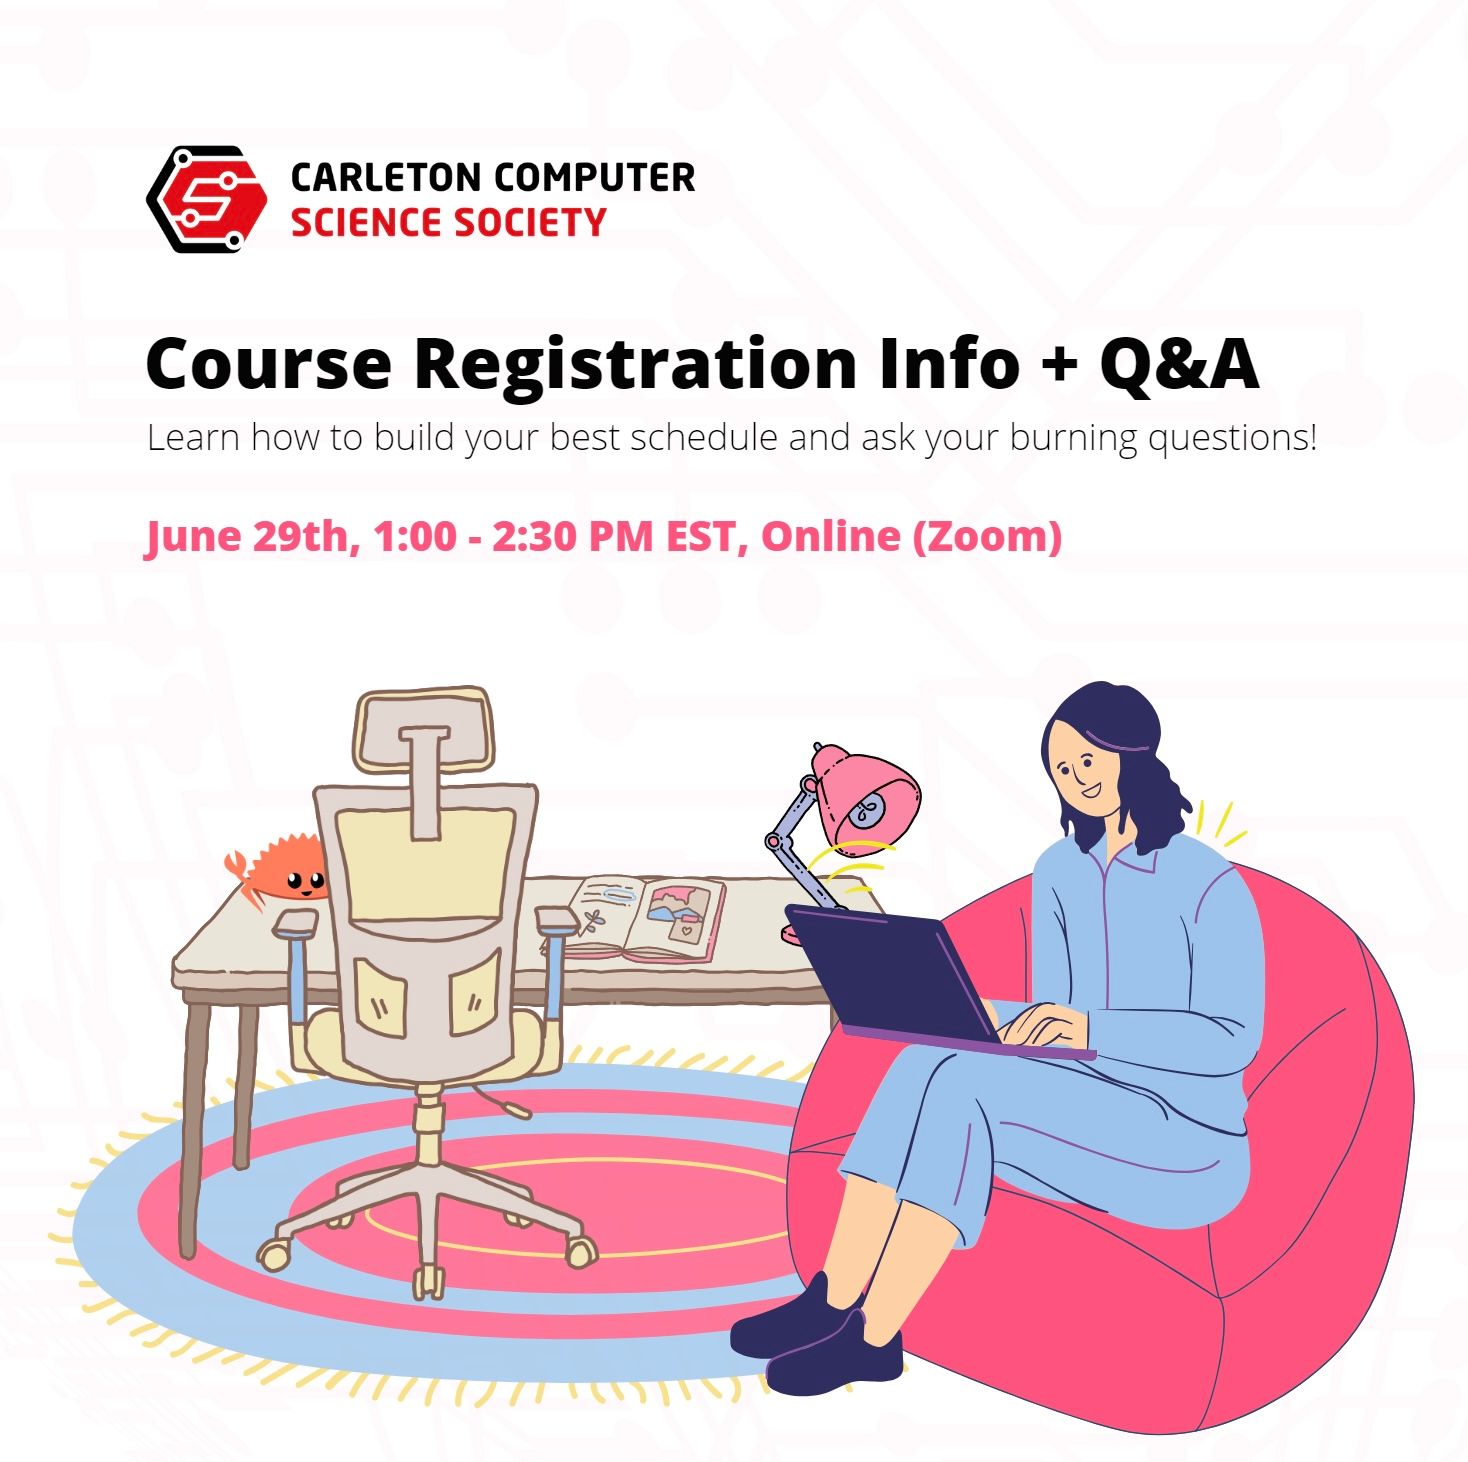 CARLETON COMPUTER
SCIENCE SOCIETY
Course Registration Info + Q&A
Learn how to build your best schedule and ask your burning questions!
June 29th, 1:00 - 2:30 PM EST, Online (Zoom)